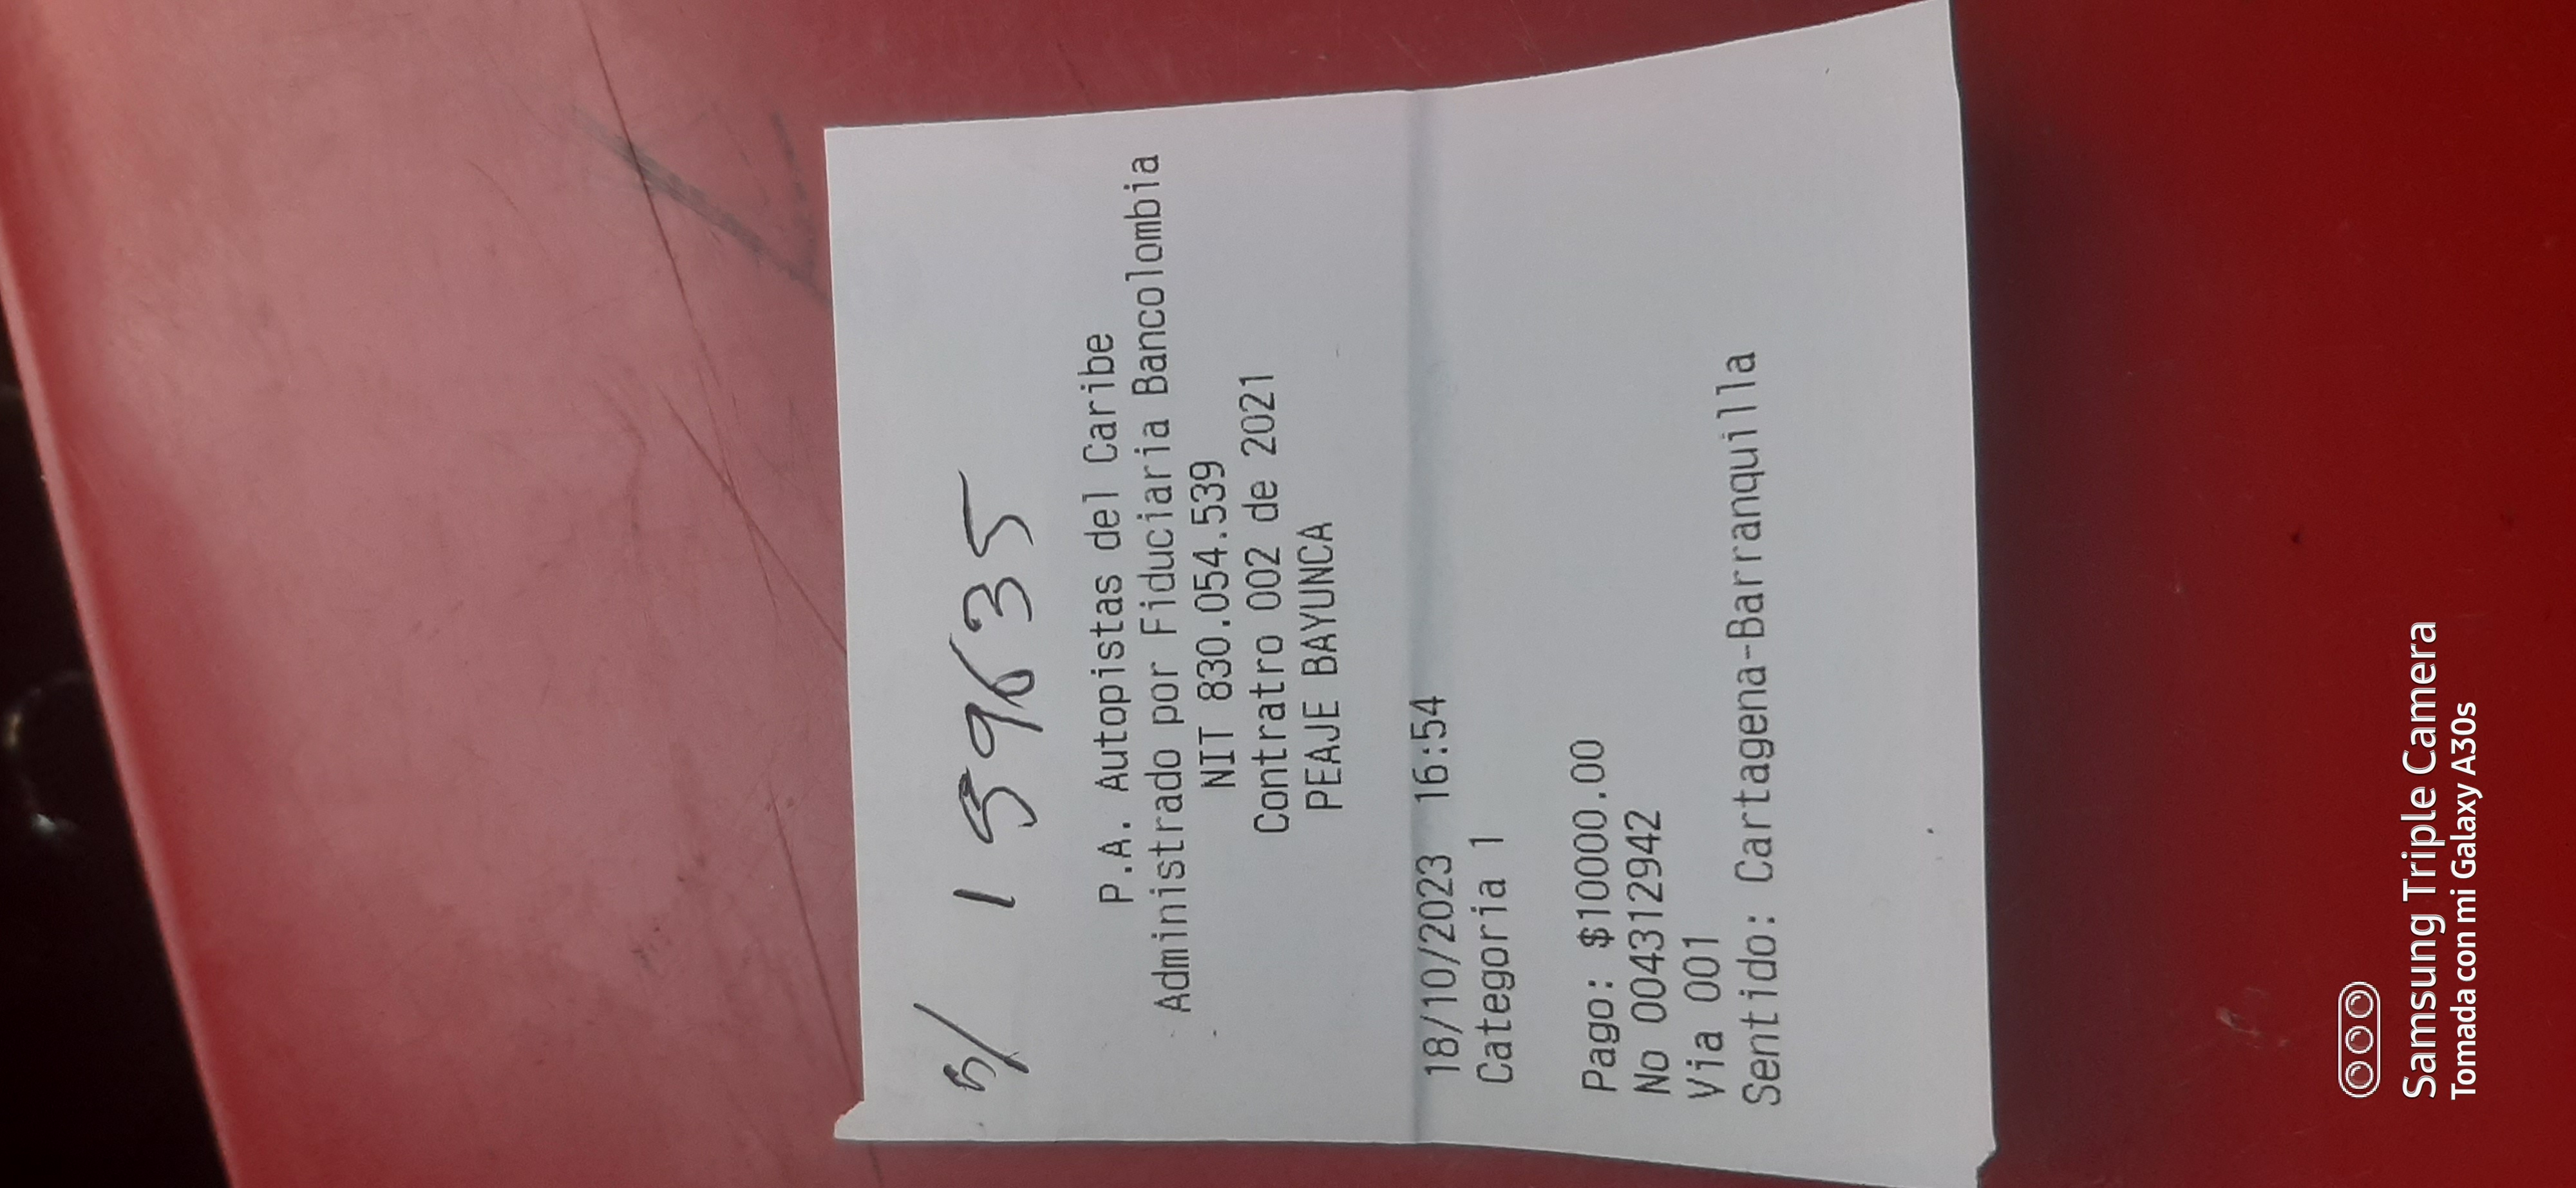 s/ 159635
P.A. Autopistas del Caribe
Administrado por Fiduciaria Bancolombia
NIT 830.054.539
Contratro 002 de 2021
PEAJE BAYUNCA
18/10/2023 16:54
Categoria 1
Pago: $10000.00
No 004312942
Via 001
Sentido: Cartagena-Barranquilla
Samsung Triple Camera
Tomada con mi Galaxy A30s